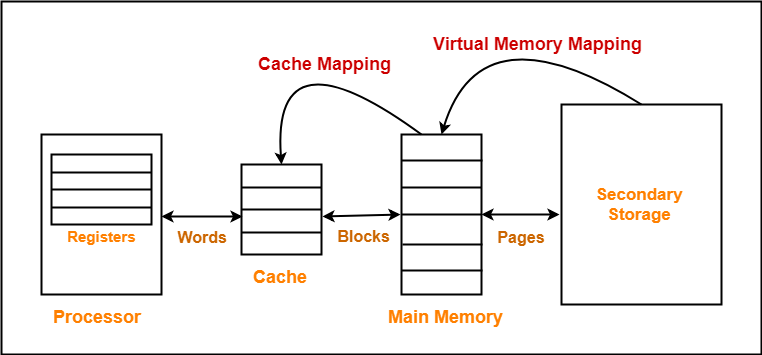 Virtual Memory Mapping
Cache Mapping
Secondary
Storage
Registers
Words
Blocks
Pages
Cache
Processor
Main Memory